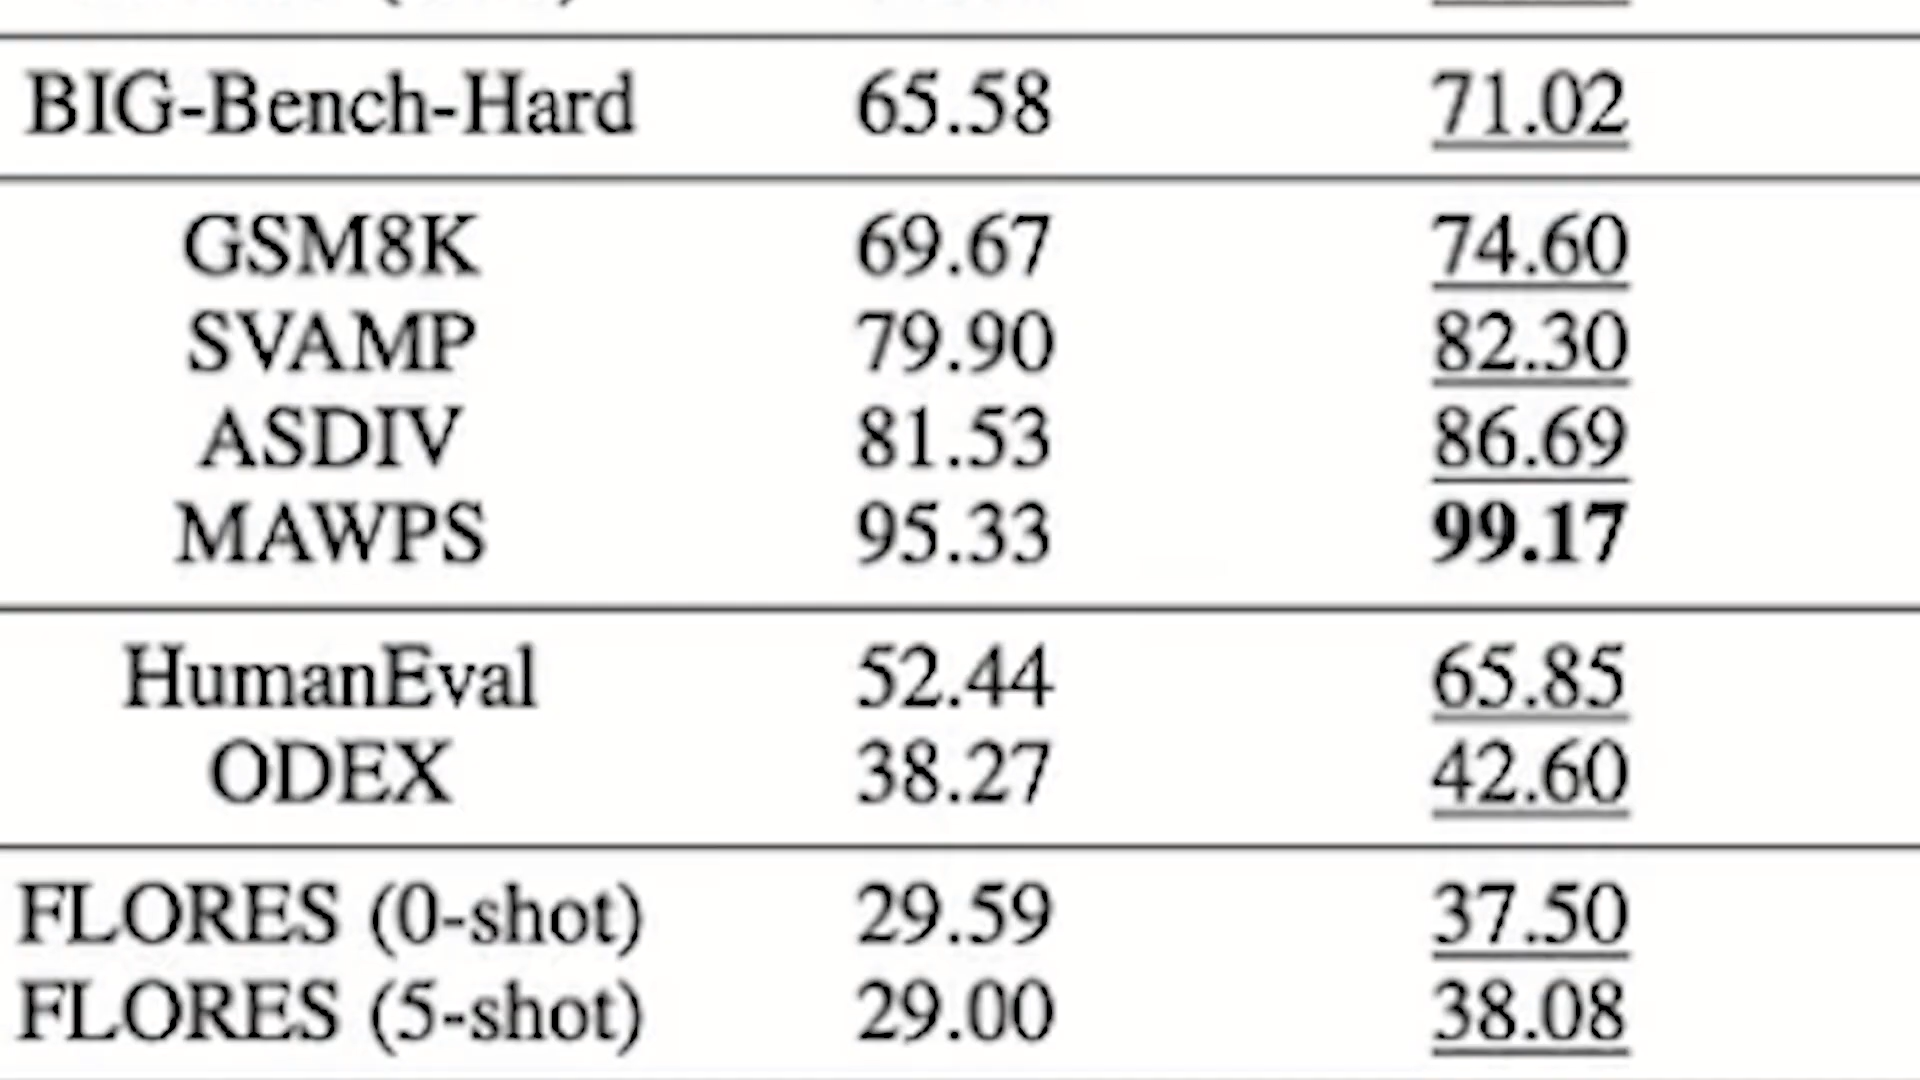 BIG-Bench-Hard 65.58 71.02
GSM8K 69.67 74.60
SVAMP 79.90 82.30
ASDIV 81.53 86.69
MAWPS 95.33 99.17
HumanEval 52.44 65.85
ODEX 38.27 42.60
FLORES (0-shot) 29.59 37.50
FLORES (5-shot) 29.00 38.08